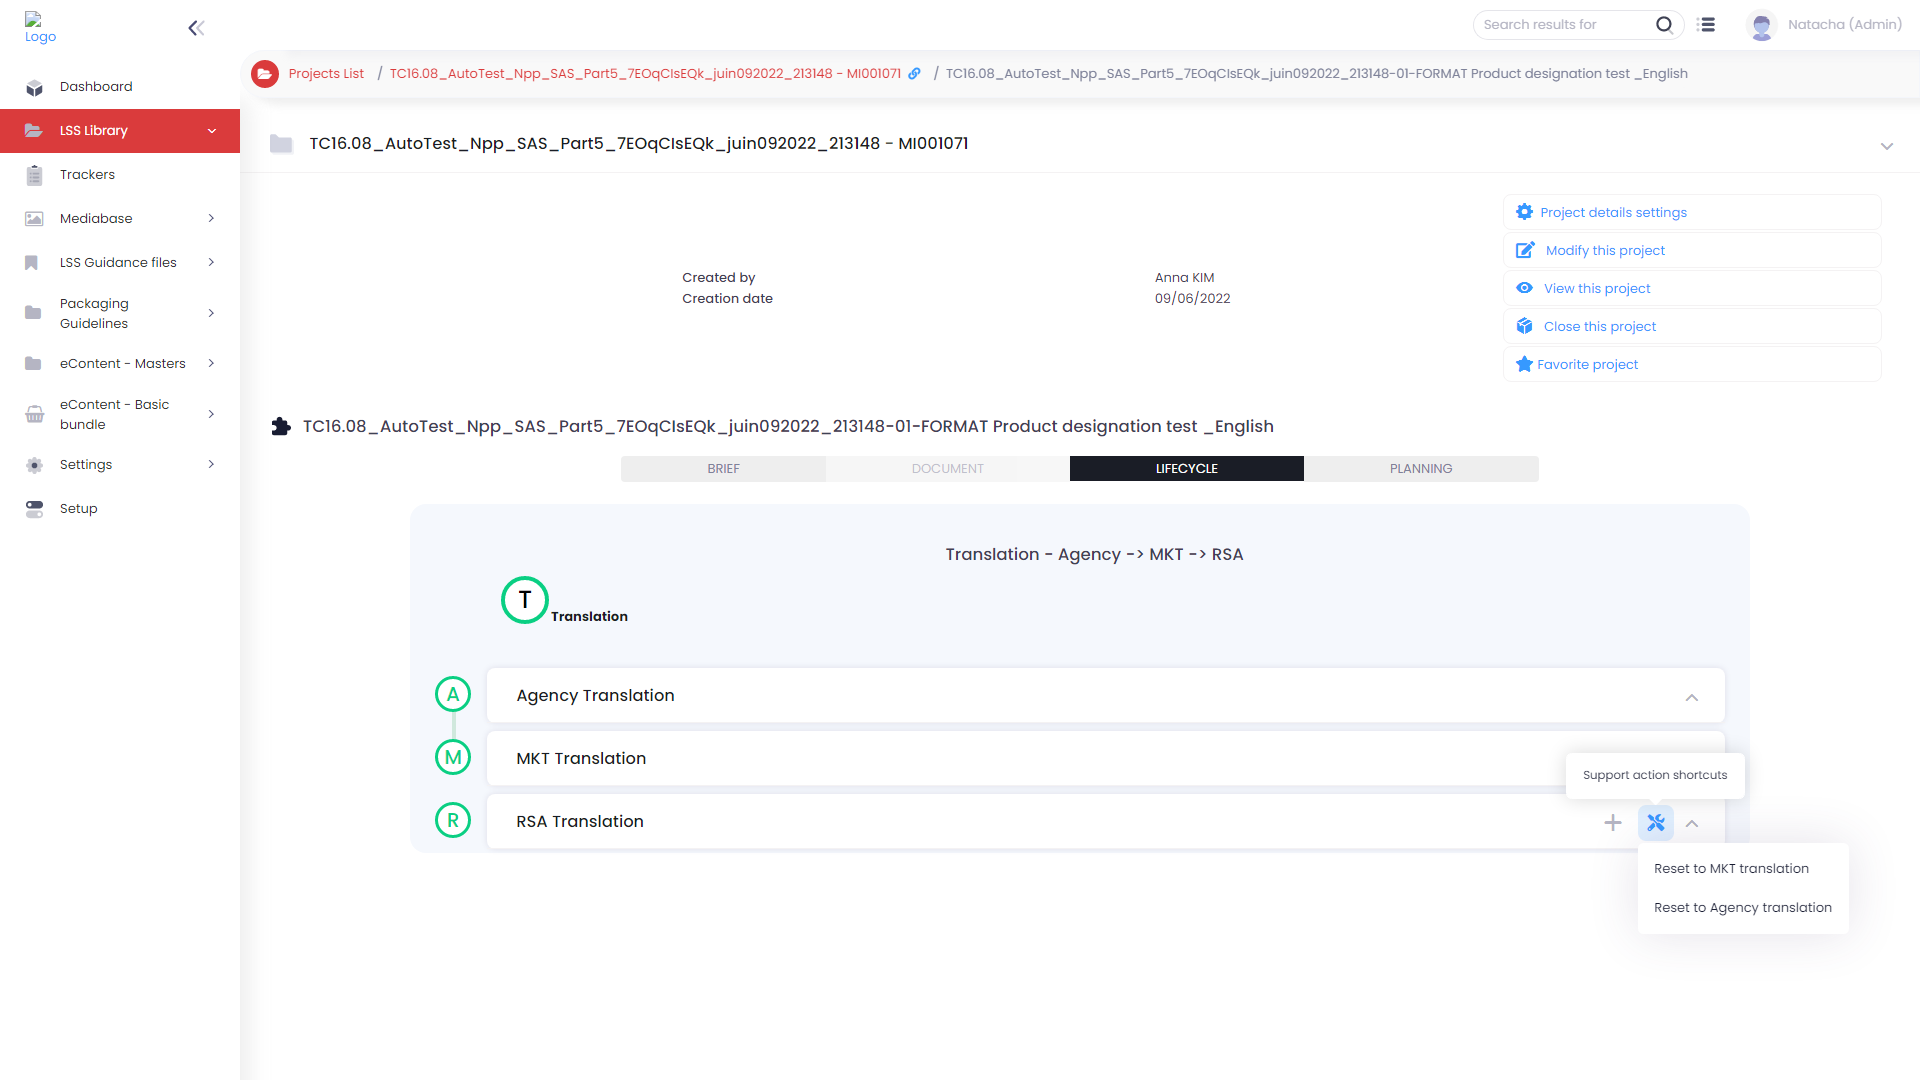 Logo
Search results for
Natacha (Admin)
Projects List / TC16.08_AutoTest_Npp_SAS_Part5_7EOqCIsEQk_juin092022_213148 - MI001071 / TC16.08_AutoTest_Npp_SAS_Part5_7EOqCIsEQk_juin092022_213148-01-FORMAT Product designation test _English
Dashboard
LSS Library
Trackers
Mediabase
LSS Guidance files
Packaging
Guidelines
eContent - Masters
eContent - Basic
bundle
Settings
Setup
TC16.08_AutoTest_Npp_SAS_Part5_7EOqCIsEQk_juin092022_213148 - MI001071
Created by
Anna KIM
Creation date
09/06/2022
Project details settings
Modify this project
View this project
Close this project
Favorite project
TC16.08_AutoTest_Npp_SAS_Part5_7EOqCIsEQk_juin092022_213148-01-FORMAT Product designation test _English
BRIEF
DOCUMENT
LIFECYCLE
PLANNING
Translation - Agency -> MKT -> RSA
T
Translation
A
Agency Translation
M
MKT Translation
Support action shortcuts
R
RSA Translation
Reset to MKT translation
Reset to Agency translation